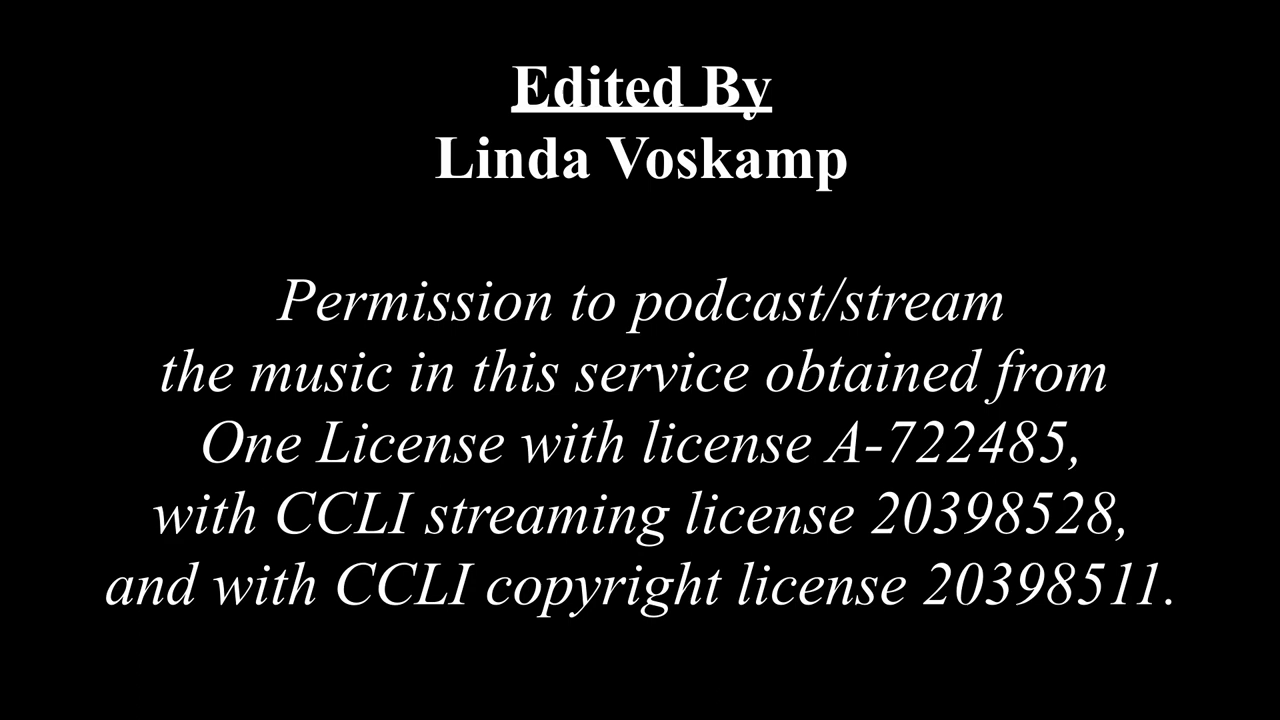 Edited By
Linda Voskamp
Permission to podcast/stream
the music in this service obtained from
One License with license A-722485,
with CCLI streaming license 20398528,
and with CCLI copyright license 20398511.